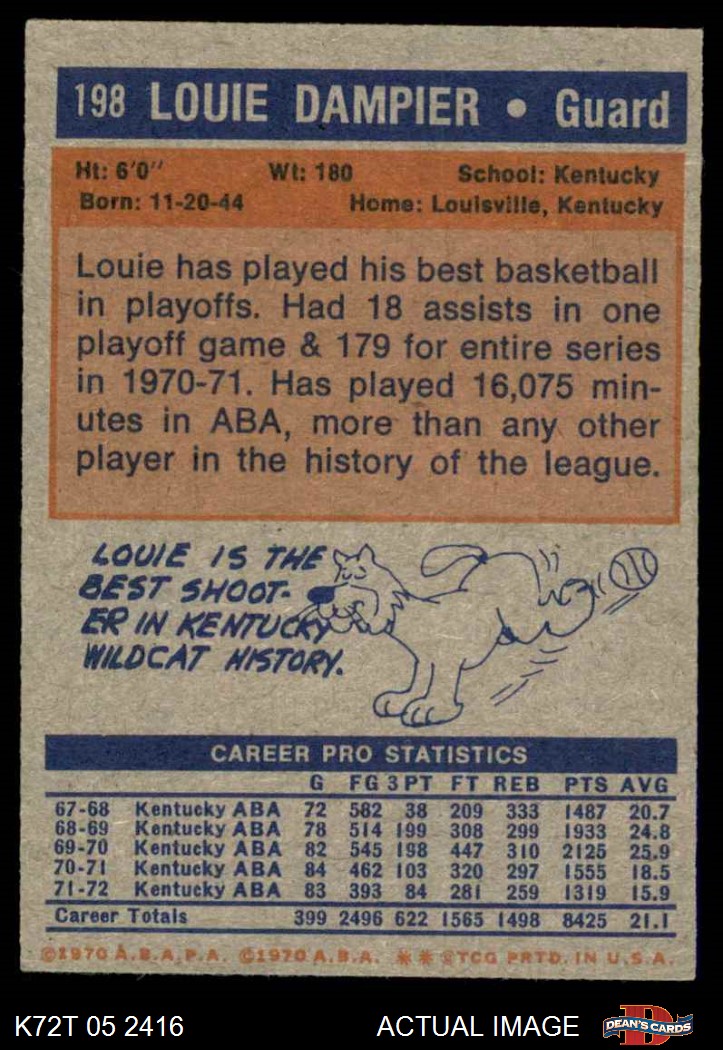 198 LOUIE DAMPIER • Guard
Ht: 6'0" Wt: 180 School: Kentucky
Born: 11-20-44 Home: Louisville, Kentucky
Louie has played his best basketball
in playoffs. Had 18 assists in one
playoff game & 179 for entire series
in 1970-71. Has played 16,075 min-
utes in ABA, more than any other
player in the history of the league.
LOUIE IS THE
BEST SHOOT-
ER IN KENTUCKY
WILDCAT HISTORY.
CAREER PRO STATISTICS
G FG 3PT FT REB PTS AVG
67-68 Kentucky ABA 72 582 38 209 333 1487 20.7
68-69 Kentucky ABA 78 514 199 308 299 1933 24.8
69-70 Kentucky ABA 82 545 198 447 310 2125 25.9
70-71 Kentucky ABA 84 462 103 320 297 1555 18.5
71-72 Kentucky ABA 83 393 84 281 259 1319 15.9
Career Totals 399 2496 622 1565 1498 8425 21.1
©1970 A.B.A.P.A. ©1970 A.B.A. ** ©TCG PRTD. IN U.S.A.
K72T 05 2416 ACTUAL IMAGE D DEAN'S CARDS